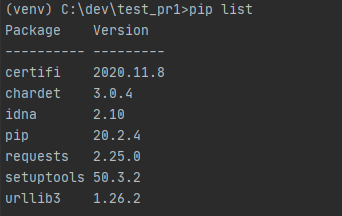 (venv) C:\dev\test_pr1>pip list
Package    Version
---------- ---------
certifi    2020.11.8
chardet    3.0.4
idna       2.10
pip        20.2.4
requests   2.25.0
setuptools 50.3.2
urllib3    1.26.2